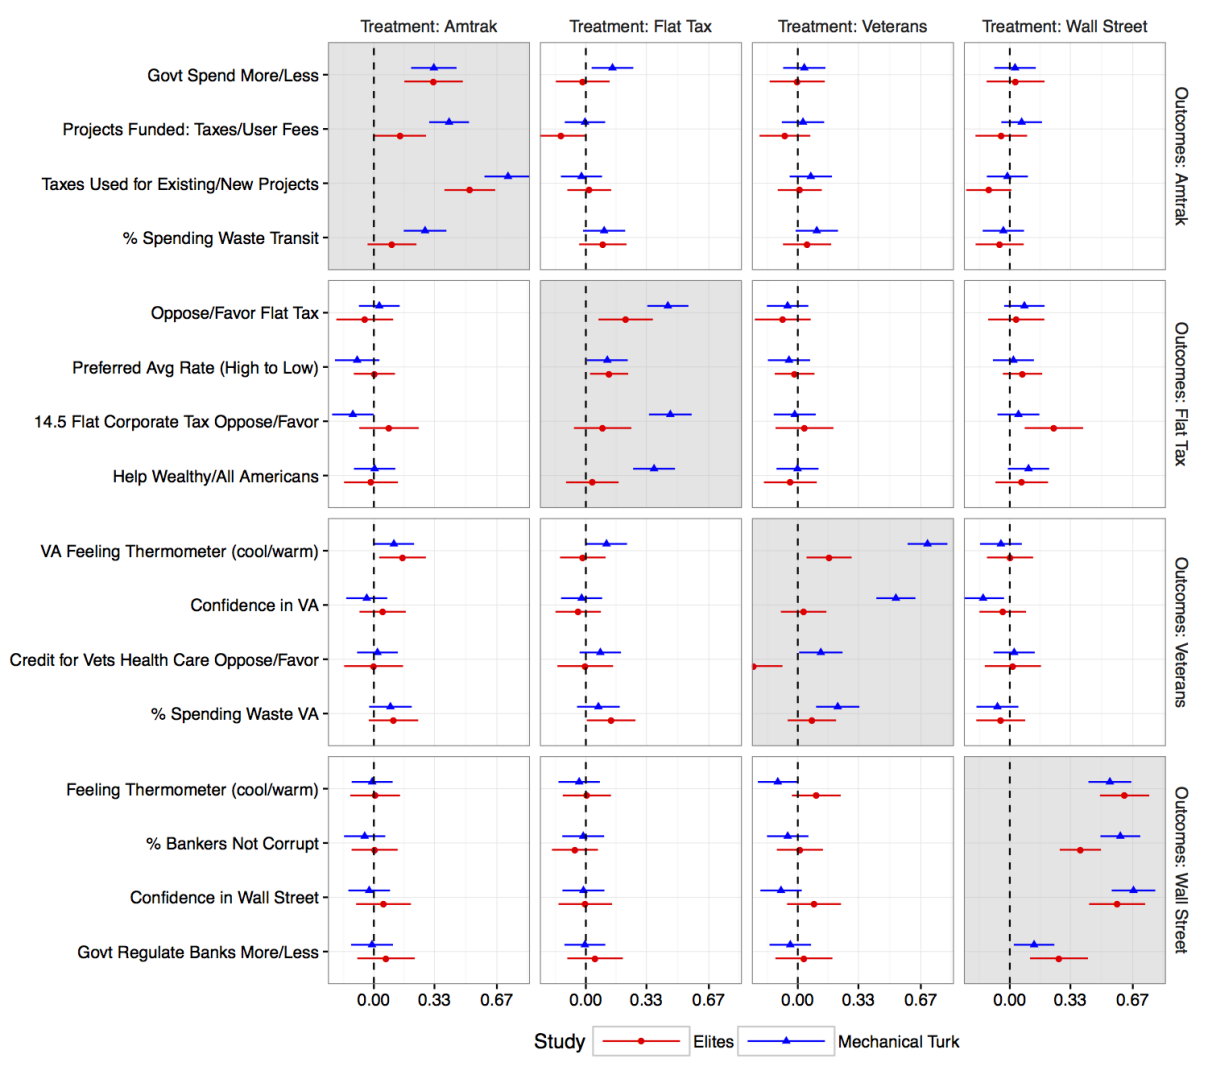 Treatment: Amtrak Treatment: Flat Tax Treatment: Veterans Treatment: Wall Street
Govt Spend More/Less
Projects Funded: Taxes/User Fees
Taxes Used for Existing/New Projects
% Spending Waste Transit
Outcomes: Amtrak
Oppose/Favor Flat Tax
Preferred Avg Rate (High to Low)
14.5 Flat Corporate Tax Oppose/Favor
Help Wealthy/All Americans
Outcomes: Flat Tax
VA Feeling Thermometer (cool/warm)
Confidence in VA
Credit for Vets Health Care Oppose/Favor
% Spending Waste VA
Outcomes: Veterans
Feeling Thermometer (cool/warm)
% Bankers Not Corrupt
Confidence in Wall Street
Govt Regulate Banks More/Less
Outcomes: Wall Street
0.00 0.33 0.67 0.00 0.33 0.67 0.00 0.33 0.67 0.00 0.33 0.67
Study Elites Mechanical Turk